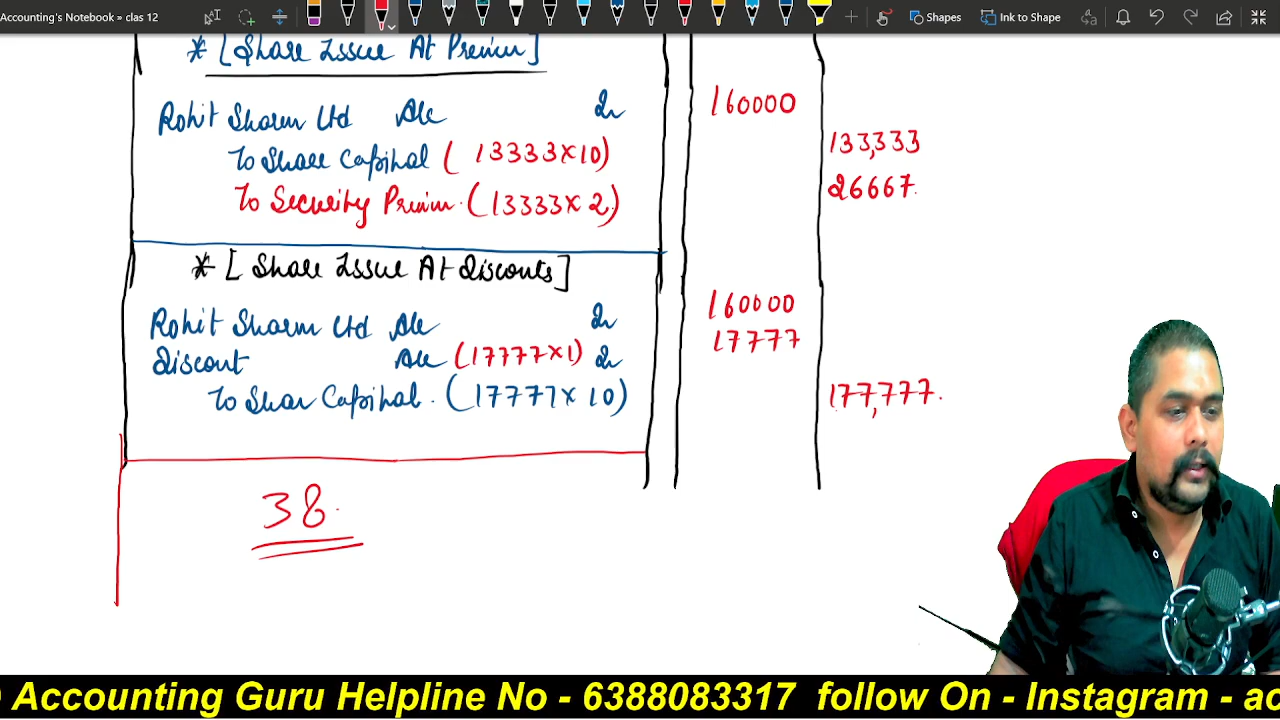 Accounting's Notebook » clas 12
Shapes
Ink to Shape
* [Share Issue At Premium]
Rohit Sharm Ltd A/c Dr 160000
To Share Capital ( 13333×10) 133,333
To Security Premium. (13333×2) 26667.
* [ Share Issue At Discounts]
Rohit Sharm Ltd A/c Dr 160000
Discount A/c (17777×1) Dr 17777
To Shar Capital. (17777× 10) 177,777.
38.
Accounting Guru Helpline No - 6388083317 follow On - Instagram - ac